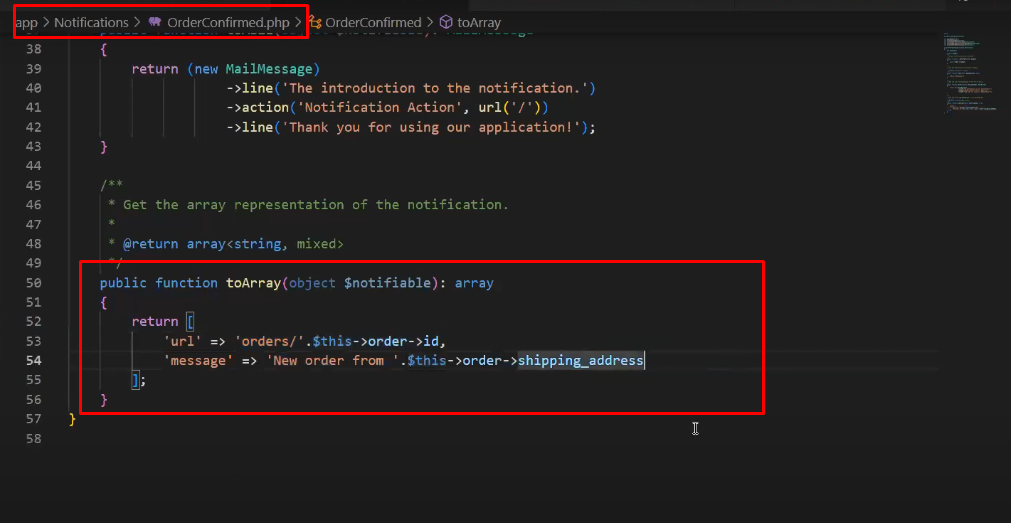 app > Notifications > OrderConfirmed.php > OrderConfirmed > toArray
38 {
39 return (new MailMessage)
40 ->line('The introduction to the notification.')
41 ->action('Notification Action', url('/'))
42 ->line('Thank you for using our application!');
43 }
44
45 /**
46 * Get the array representation of the notification.
47 *
48 * @return array<string, mixed>
49 */
50 public function toArray(object $notifiable): array
51 {
52 return [
53 'url' => 'orders/'.$this->order->id,
54 'message' => 'New order from '.$this->order->shipping_address
55 ];
56 }
57 }
58